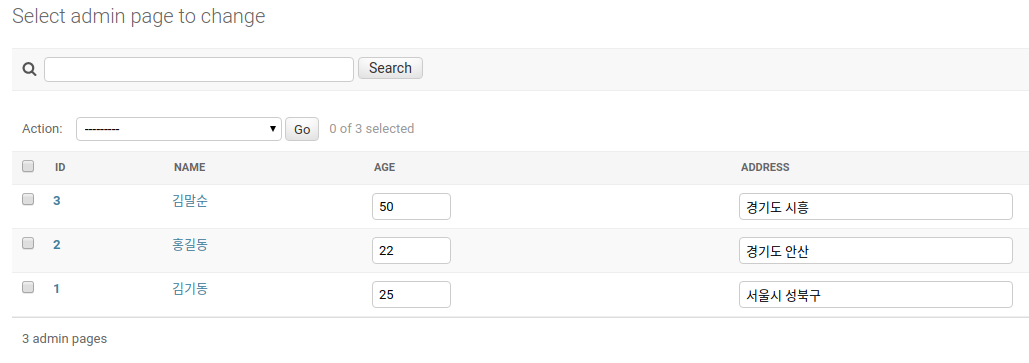 Select admin page to change
Search
Action: --------- Go 0 of 3 selected
ID NAME AGE ADDRESS
3 김말순 50 경기도 시흥
2 홍길동 22 경기도 안산
1 김기동 25 서울시 성북구
3 admin pages